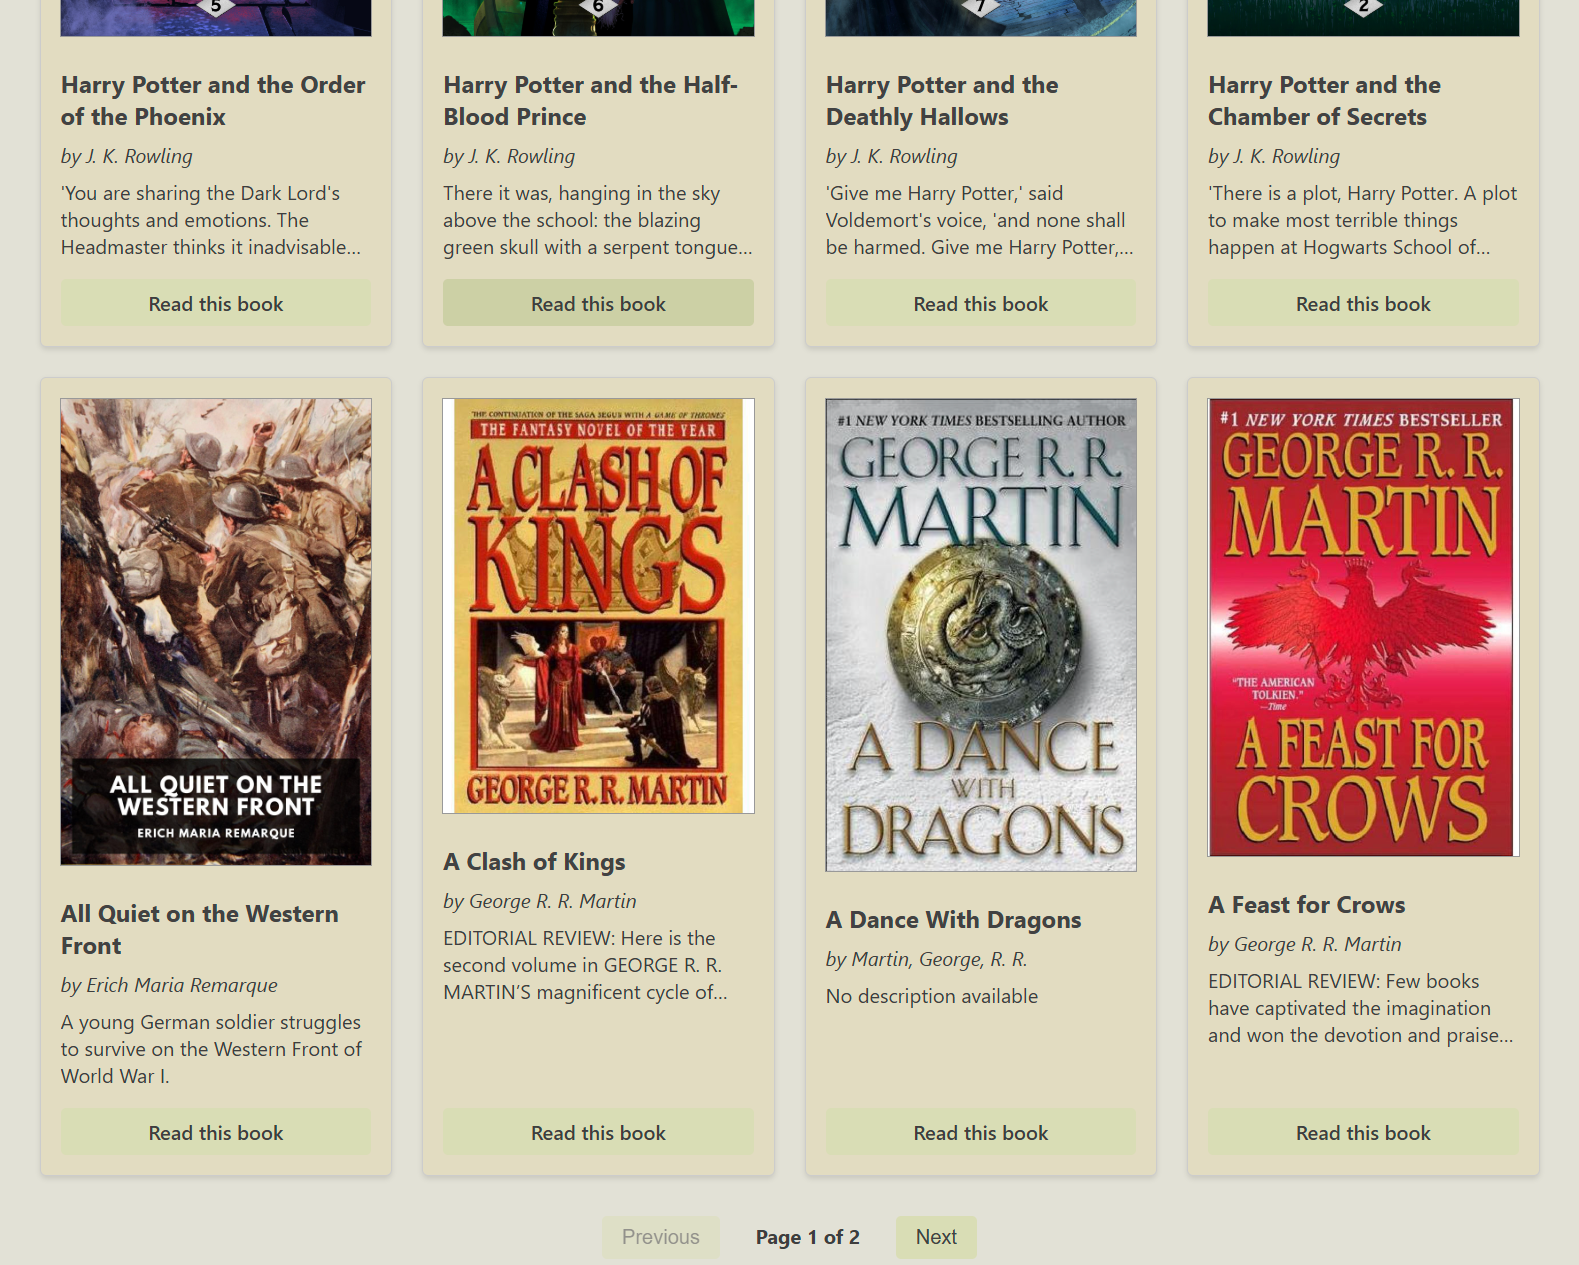 5
6
7
2
Harry Potter and the Order
of the Phoenix
by J. K. Rowling
'You are sharing the Dark Lord's
thoughts and emotions. The
Headmaster thinks it inadvisable...
Read this book
Harry Potter and the Half-
Blood Prince
by J. K. Rowling
There it was, hanging in the sky
above the school: the blazing
green skull with a serpent tongue...
Read this book
Harry Potter and the
Deathly Hallows
by J. K. Rowling
'Give me Harry Potter,' said
Voldemort's voice, 'and none shall
be harmed. Give me Harry Potter,...
Read this book
Harry Potter and the
Chamber of Secrets
by J. K. Rowling
'There is a plot, Harry Potter. A plot
to make most terrible things
happen at Hogwarts School of...
Read this book
ALL QUIET ON THE
WESTERN FRONT
ERICH MARIA REMARQUE
All Quiet on the Western
Front
by Erich Maria Remarque
A young German soldier struggles
to survive on the Western Front of
World War I.
Read this book
THE CONTINUATION OF THE SAGA BEGUN WITH A GAME OF THRONES
THE FANTASY NOVEL OF THE YEAR
A CLASH OF
KINGS
GEORGE R. R. MARTIN
A Clash of Kings
by George R. R. Martin
EDITORIAL REVIEW: Here is the
second volume in GEORGE R. R.
MARTIN’S magnificent cycle of...
Read this book
#1 NEW YORK TIMES BESTSELLING AUTHOR
GEORGE R. R.
MARTIN
A DANCE
WITH
DRAGONS
A Dance With Dragons
by Martin, George, R. R.
No description available
Read this book
#1 NEW YORK TIMES BESTSELLER
GEORGE R. R.
MARTIN
"THE AMERICAN
TOLKIEN."
—Time
A FEAST FOR
CROWS
A Feast for Crows
by George R. R. Martin
EDITORIAL REVIEW: Few books
have captivated the imagination
and won the devotion and praise...
Read this book
Previous
Page 1 of 2
Next